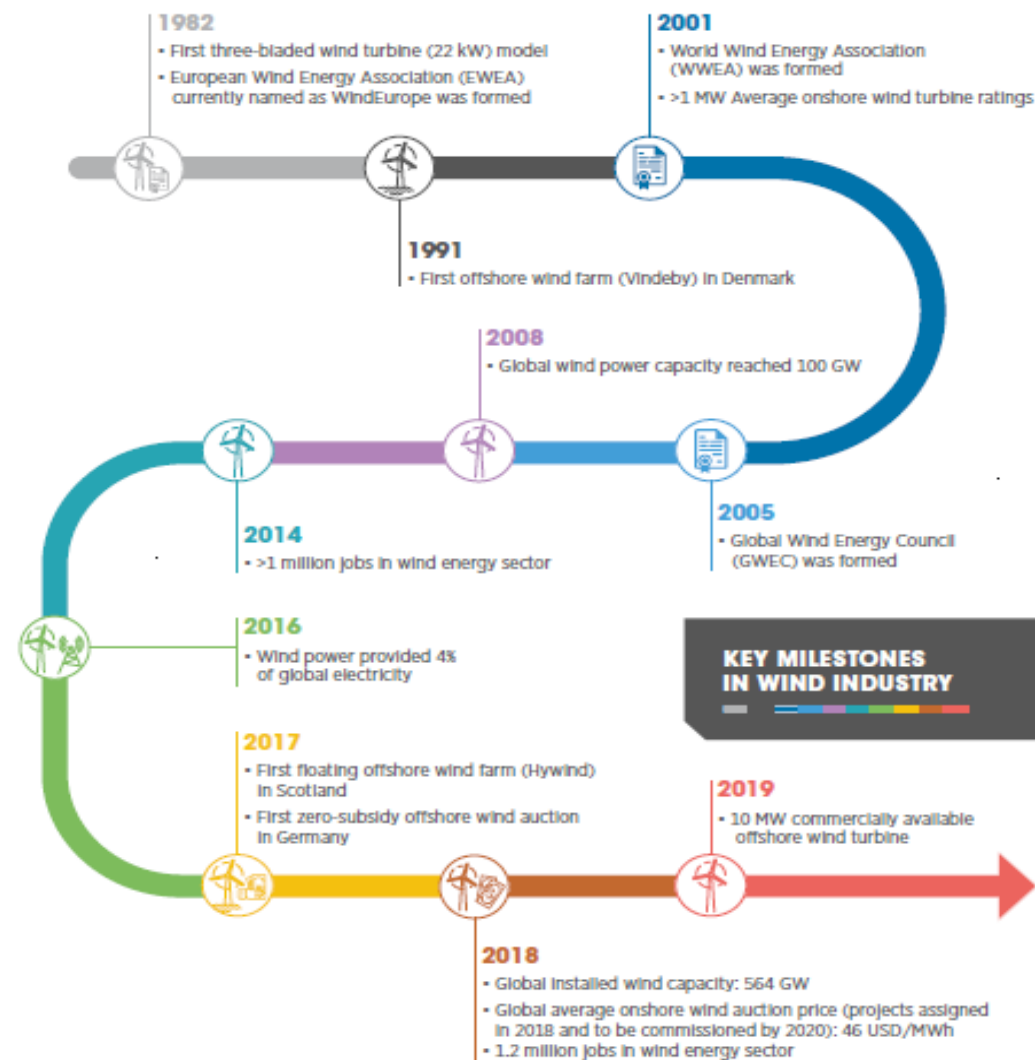 1982
• First three-bladed wind turbine (22 kW) model
• European Wind Energy Association (EWEA)
currently named as WindEurope was formed
2001
• World Wind Energy Association
(WWEA) was formed
• >1 MW Average onshore wind turbine ratings
1991
• First offshore wind farm (Vindeby) in Denmark
2008
• Global wind power capacity reached 100 GW
2005
• Global Wind Energy Council
(GWEC) was formed
2014
• >1 million jobs in wind energy sector
2016
• Wind power provided 4%
of global electricity
KEY MILESTONES
IN WIND INDUSTRY
2017
• First floating offshore wind farm (Hywind)
in Scotland
• First zero-subsidy offshore wind auction
in Germany
2019
• 10 MW commercially available
offshore wind turbine
2018
• Global installed wind capacity: 564 GW
• Global average onshore wind auction price (projects assigned
in 2018 and to be commissioned by 2020): 46 USD/MWh
• 1.2 million jobs in wind energy sector